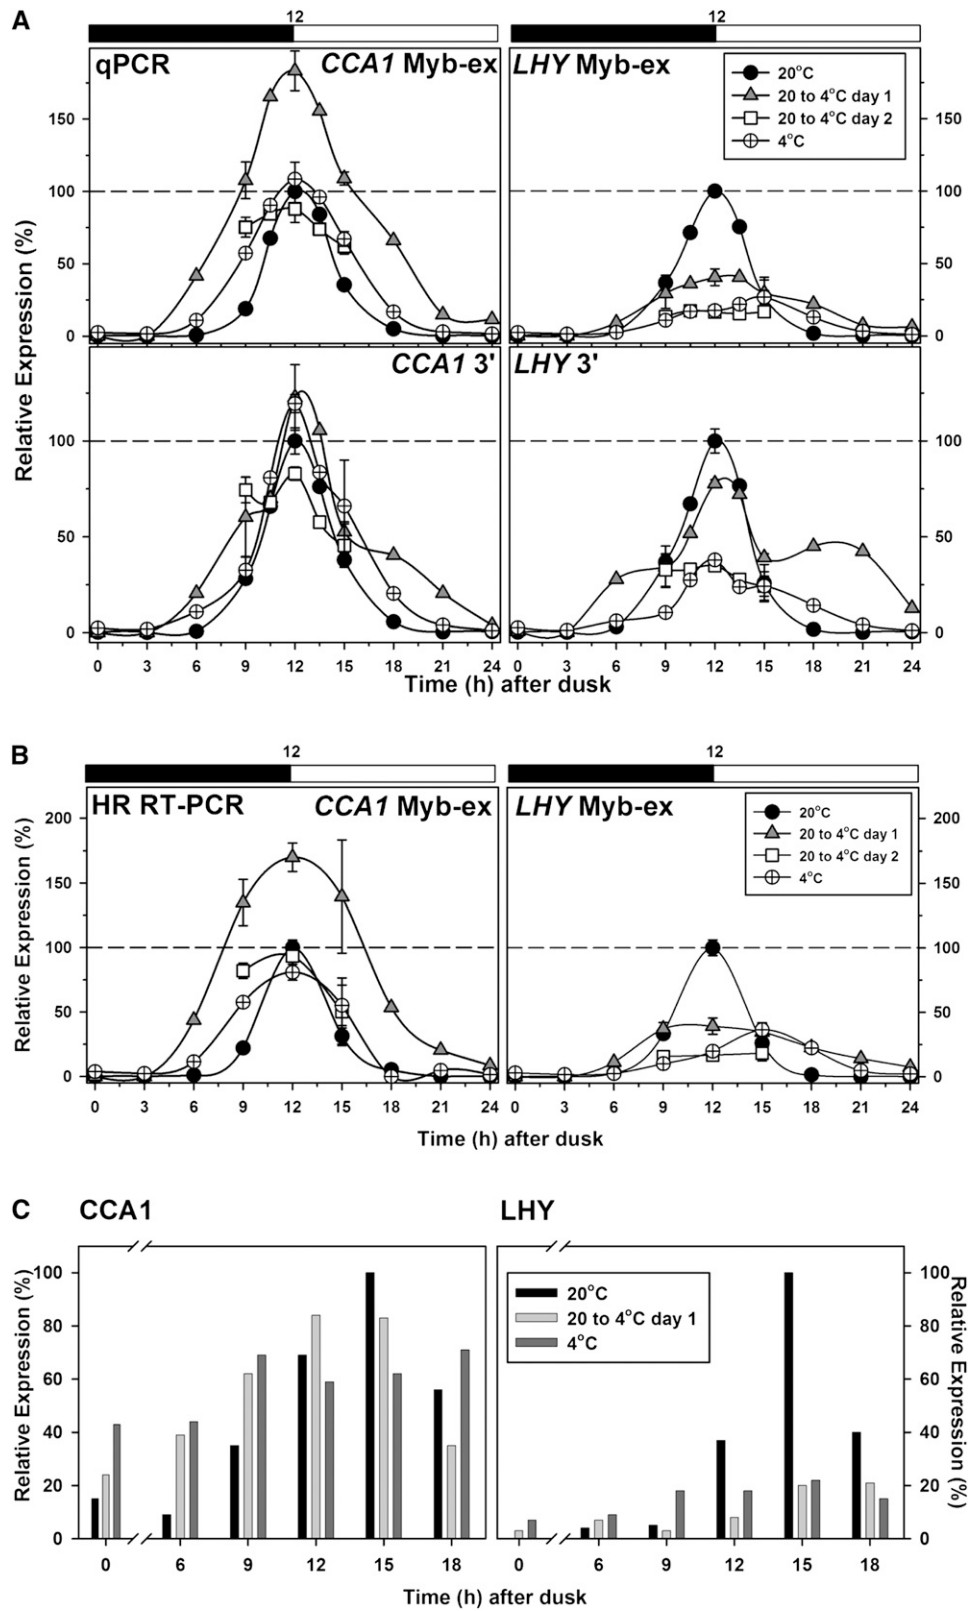 A
12
12
qPCR
CCA1 Myb-ex
LHY Myb-ex
20°C
20 to 4°C day 1
20 to 4°C day 2
4°C
150
100
50
0
150
100
50
0
Relative Expression (%)
CCA1 3'
LHY 3'
100
50
0
100
50
0
0 3 6 9 12 15 18 21 24
0 3 6 9 12 15 18 21 24
Time (h) after dusk
B
12
12
HR RT-PCR
CCA1 Myb-ex
LHY Myb-ex
20°C
20 to 4°C day 1
20 to 4°C day 2
4°C
200
150
100
50
0
200
150
100
50
0
Relative Expression (%)
0 3 6 9 12 15 18 21 24
0 3 6 9 12 15 18 21 24
Time (h) after dusk
C
CCA1
LHY
20°C
20 to 4°C day 1
4°C
100
80
60
40
20
0
100
80
60
40
20
0
Relative Expression (%)
Relative Expression (%)
0 6 9 12 15 18
0 6 9 12 15 18
Time (h) after dusk